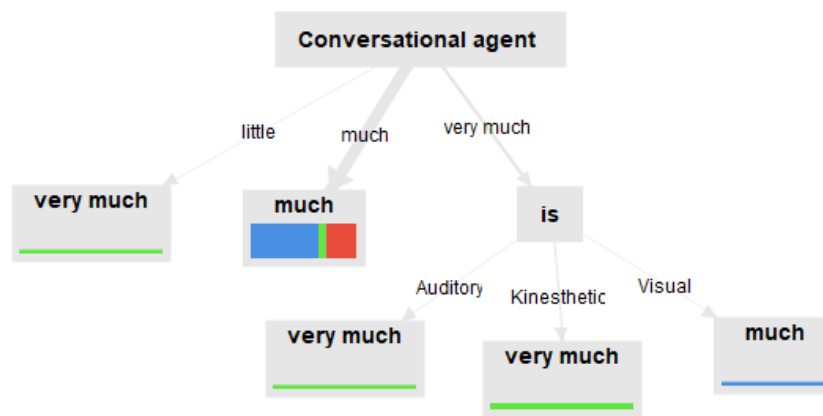 Conversational agent
little
much
very much
very much
much
is
Auditory
Kinesthetic
Visual
very much
very much
much